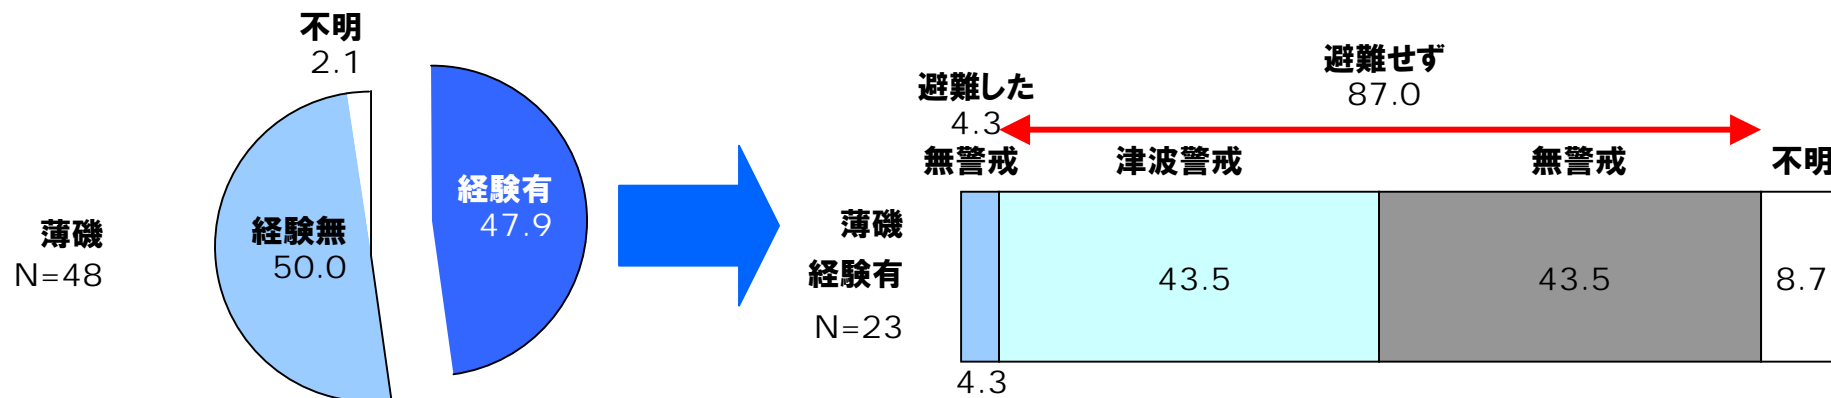 不明
2.1
経験有
47.9
経験無
50.0
薄磯
N=48
避難せず
87.0
避難した
4.3
無警戒
津波警戒
無警戒
不明
薄磯
経験有
N=23
43.5
43.5
8.7
4.3